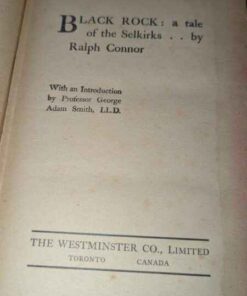 BLACK ROCK: a tale
of the Selkirks . . by
Ralph Connor
With an Introduction
by Professor George
Adam Smith, LL.D.
THE WESTMINSTER CO., LIMITED
TORONTO CANADA